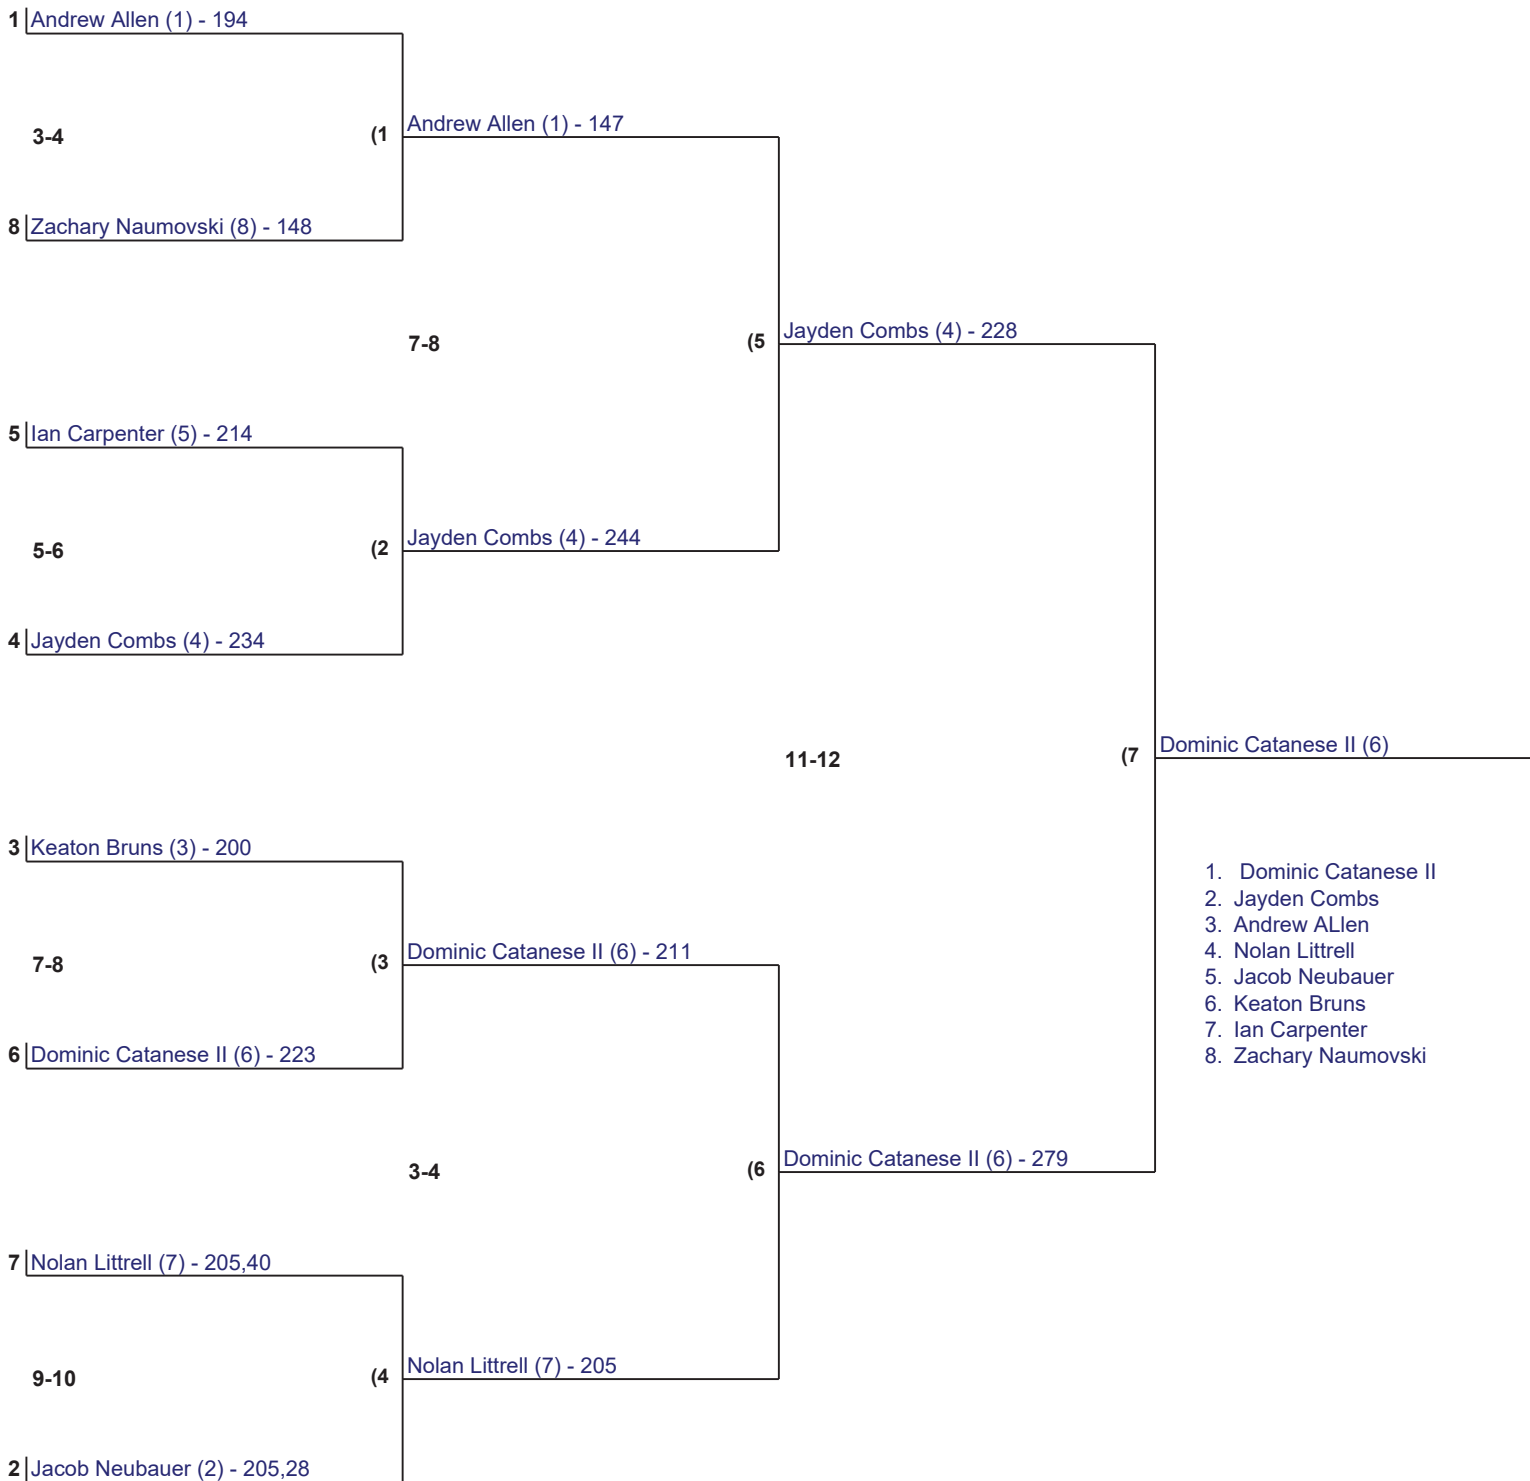 1 Andrew Allen (1) - 194
3-4 (1 Andrew Allen (1) - 147
8 Zachary Naumovski (8) - 148
7-8 (5 Jayden Combs (4) - 228
5 Ian Carpenter (5) - 214
5-6 (2 Jayden Combs (4) - 244
4 Jayden Combs (4) - 234
11-12 (7 Dominic Catanese II (6)
3 Keaton Bruns (3) - 200
1. Dominic Catanese II
2. Jayden Combs
3. Andrew ALlen
4. Nolan Littrell
5. Jacob Neubauer
6. Keaton Bruns
7. Ian Carpenter
8. Zachary Naumovski
7-8 (3 Dominic Catanese II (6) - 211
6 Dominic Catanese II (6) - 223
3-4 (6 Dominic Catanese II (6) - 279
7 Nolan Littrell (7) - 205,40
9-10 (4 Nolan Littrell (7) - 205
2 Jacob Neubauer (2) - 205,28